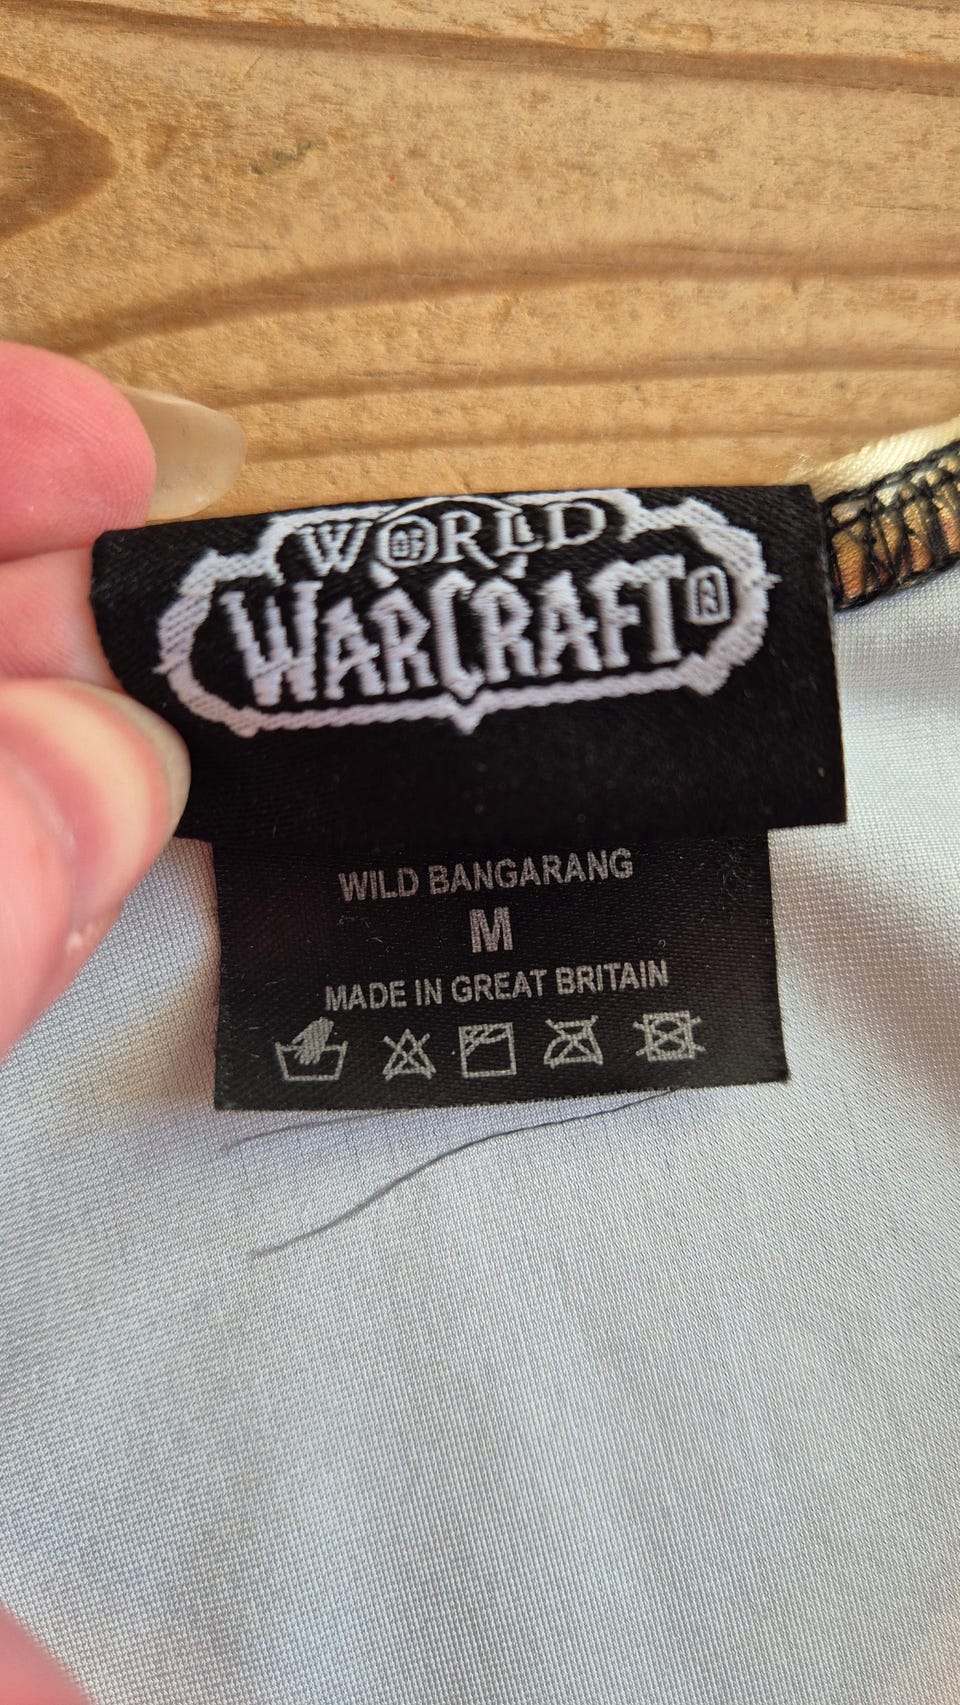 WORLD
OF
WARCRAFT®
WILD BANGARANG
M
MADE IN GREAT BRITAIN